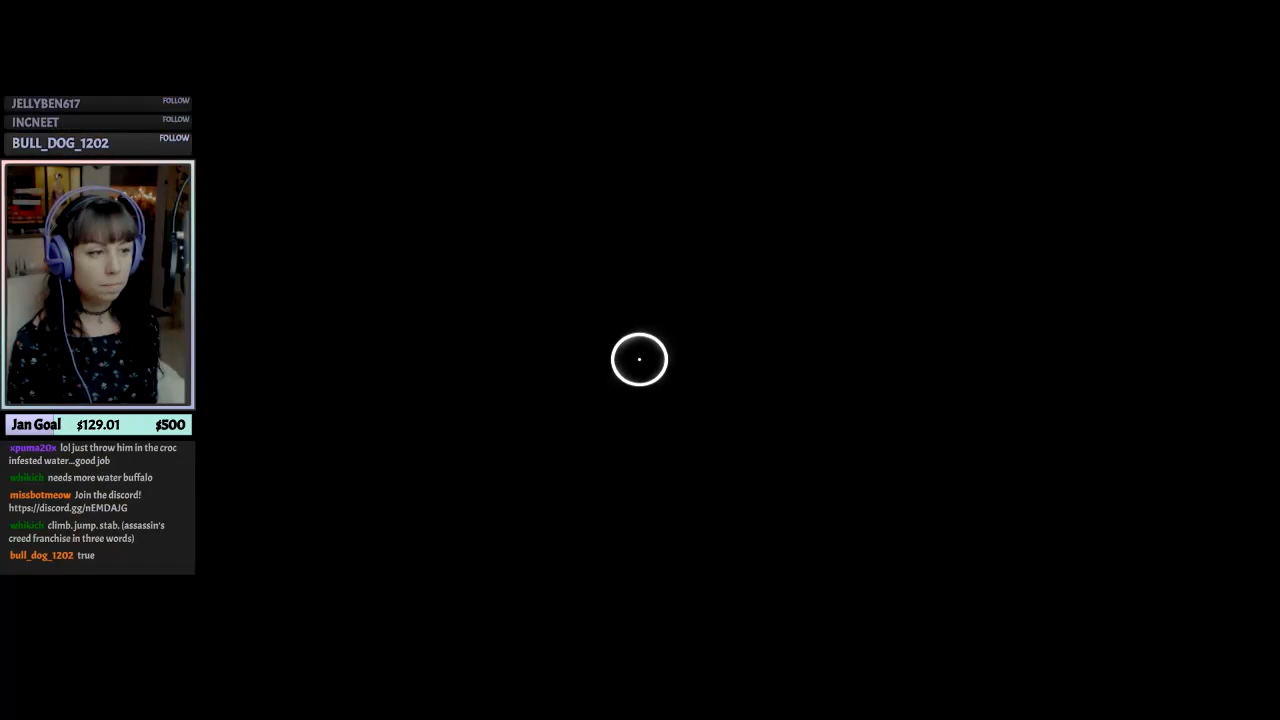 JELLYBEN617 FOLLOW
INCNEET FOLLOW
BULL_DOG_1202 FOLLOW
Jan Goal $129.01 $500
xpuma20x lol just throw him in the croc
infested water...good job
whikich needs more water buffalo
missbotmeow Join the discord!
https://discord.gg/nEMDAJG
whikich climb. jump. stab. (assassin's
creed franchise in three words)
bull_dog_1202 true